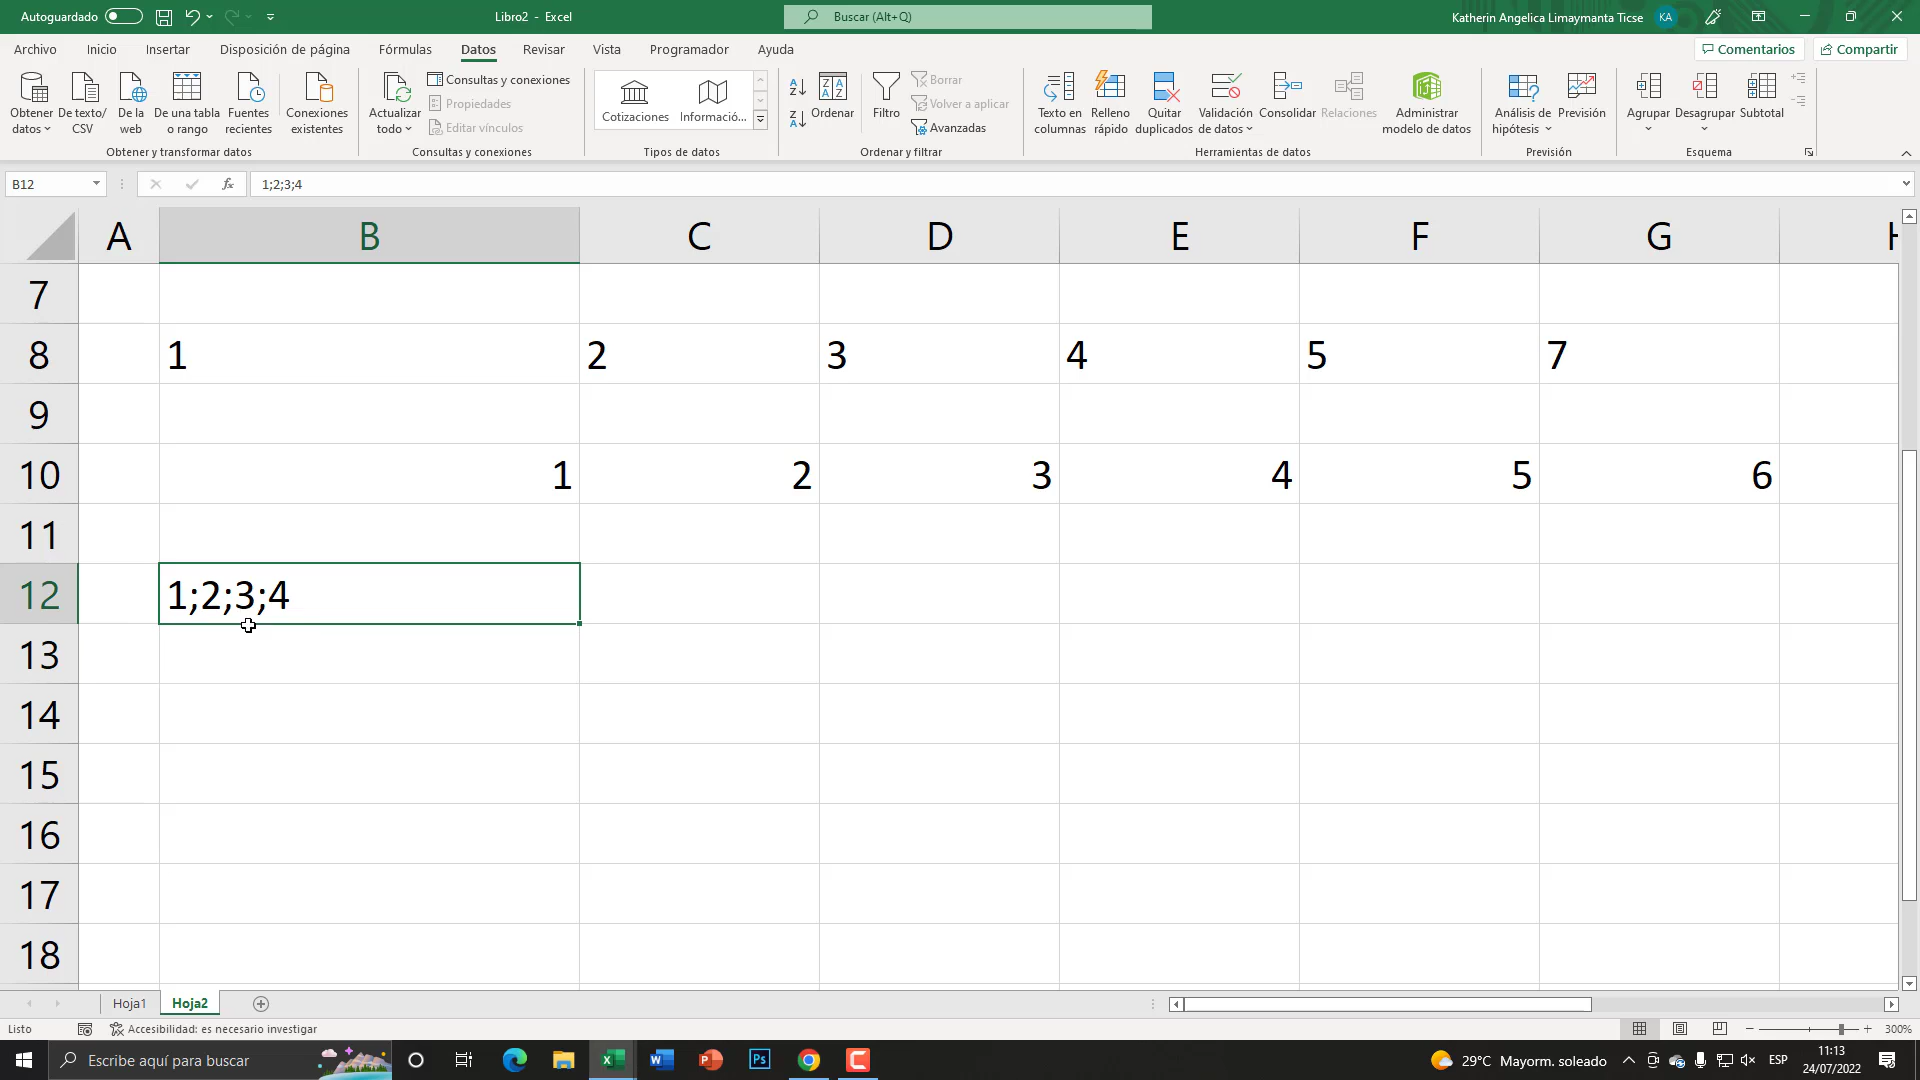 Autoguardado
Libro2 - Excel
Buscar (Alt+Q)
Katherin Angelica Limaymanta Ticse
KA
Archivo Inicio Insertar Disposición de página Fórmulas Datos Revisar Vista Programador Ayuda
Comentarios
Compartir
Obtener datos
De texto/ CSV
De la web
De una tabla o rango
Fuentes recientes
Conexiones existentes
Obtener y transformar datos
Actualizar todo
Consultas y conexiones
Propiedades
Editar vínculos
Consultas y conexiones
Cotizaciones
Informació...
Tipos de datos
Ordenar
Filtro
Borrar
Volver a aplicar
Avanzadas
Ordenar y filtrar
Texto en columnas
Relleno rápido
Quitar duplicados
Validación de datos
Consolidar
Relaciones
Administrar modelo de datos
Herramientas de datos
Análisis de hipótesis
Previsión
Previsión
Agrupar
Desagrupar
Subtotal
Esquema
B12
fx
1;2;3;4
A B C D E F G H
7
8 1 2 3 4 5 7
9
10 1 2 3 4 5 6
11
12 1;2;3;4
13
14
15
16
17
18
Hoja1
Hoja2
Listo
Accesibilidad: es necesario investigar
300%
Escribe aquí para buscar
29°C Mayorm. soleado
ESP
11:13
24/07/2022